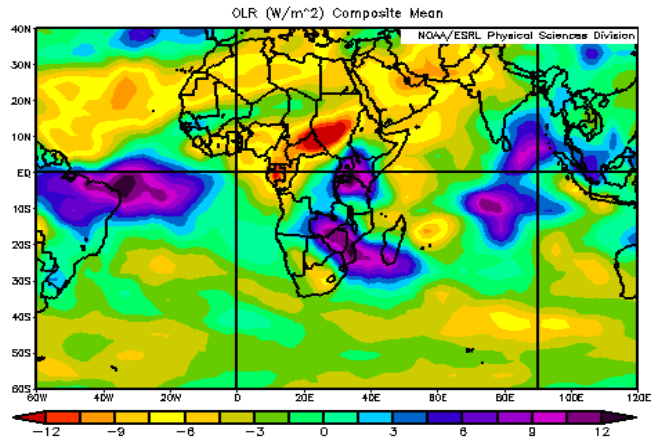 OLR (W/m^2) Composite Mean
NOAA/ESRL Physical Sciences Division
40N
30N
20N
10N
EQ
10S
20S
30S
40S
50S
60S
60W 40W 20W 0 20E 40E 60E 80E 100E 120E
-12 -9 -6 -3 0 3 6 9 12